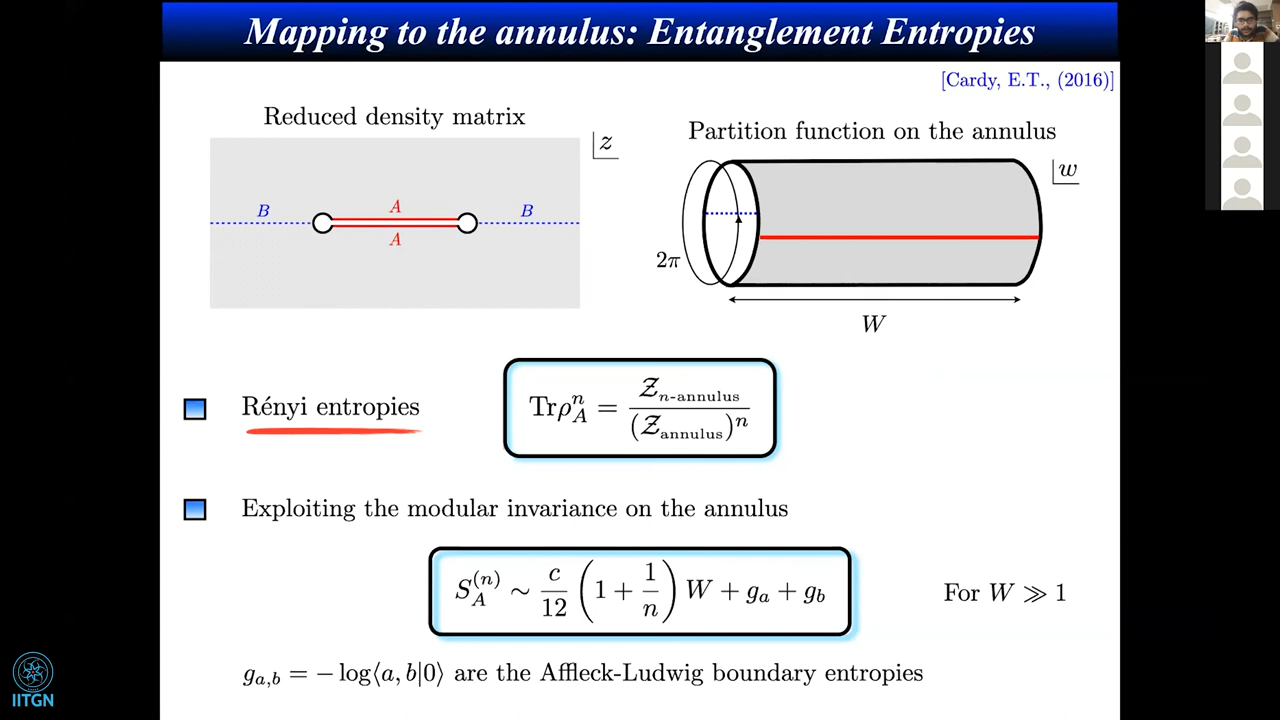 Mapping to the annulus: Entanglement Entropies
[Cardy, E.T., (2016)]
Reduced density matrix
z
B
A
B
A
Partition function on the annulus
w
2π
W
Rényi entropies
Trρ_A^n = 𝒵_{n-annulus} / (𝒵_{annulus})^n
Exploiting the modular invariance on the annulus
S_A^{(n)} ∼ c/12 (1 + 1/n) W + g_a + g_b
For W ≫ 1
g_{a,b} = − log⟨a, b|0⟩ are the Affleck-Ludwig boundary entropies
IITGN